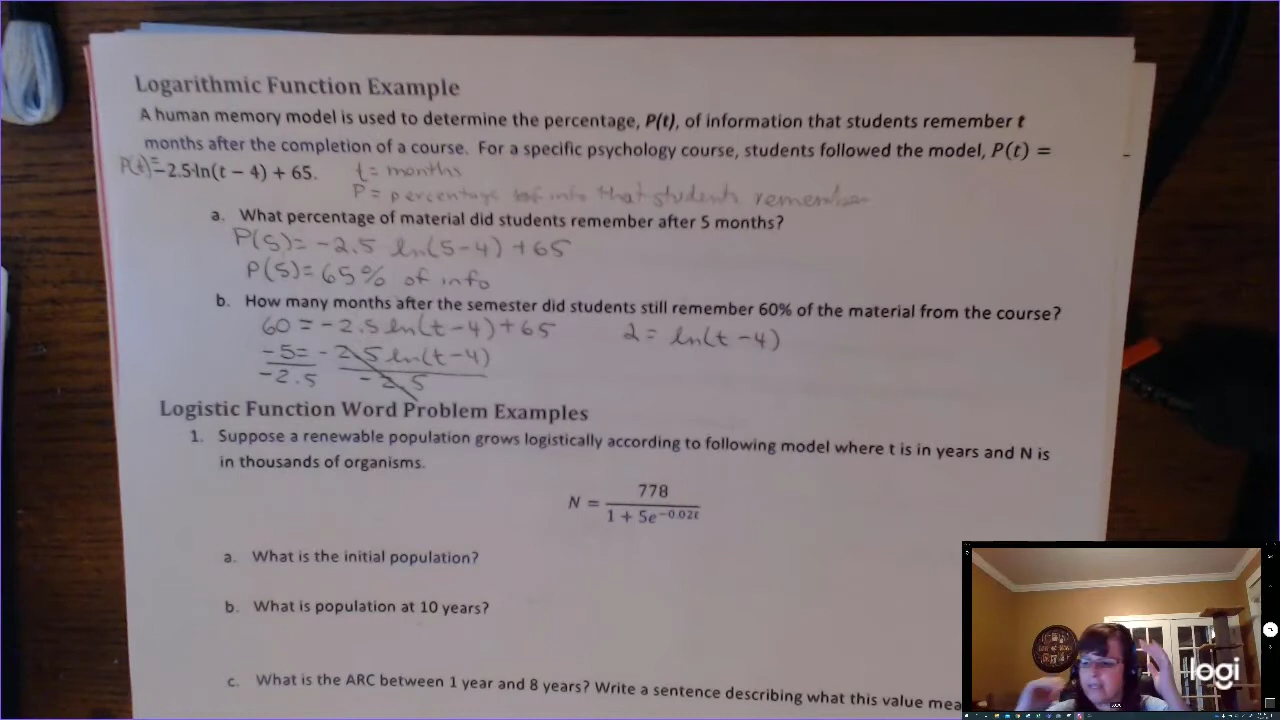 Logarithmic Function Example
A human memory model is used to determine the percentage, P(t), of information that students remember t
months after the completion of a course. For a specific psychology course, students followed the model, P(t) =
P(t)= -2.5·ln(t − 4) + 65. t = months
P = percentage of info that students remember
a. What percentage of material did students remember after 5 months?
P(5) = -2.5 ln(5-4) + 65
P(5) = 65% of info
b. How many months after the semester did students still remember 60% of the material from the course?
60 = -2.5 ln(t-4) + 65 2 = ln(t-4)
-5 = -2.5 ln(t-4)
-2.5 -2.5
Logistic Function Word Problem Examples
1. Suppose a renewable population grows logistically according to following model where t is in years and N is
in thousands of organisms.
N = 778
1 + 5e^−0.02t
a. What is the initial population?
b. What is population at 10 years?
c. What is the ARC between 1 year and 8 years? Write a sentence describing what this value mea
logi